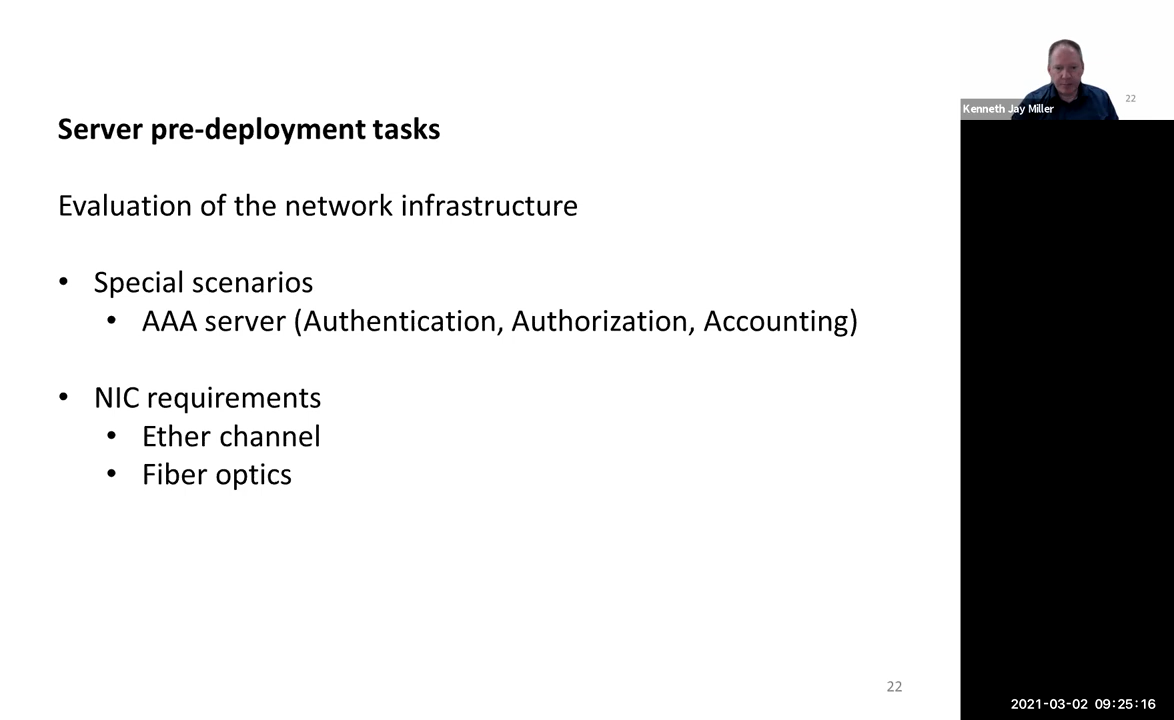 Server pre-deployment tasks
Evaluation of the network infrastructure
• Special scenarios
• AAA server (Authentication, Authorization, Accounting)
• NIC requirements
• Ether channel
• Fiber optics
22
Kenneth Jay Miller
22
2021-03-02 09:25:16